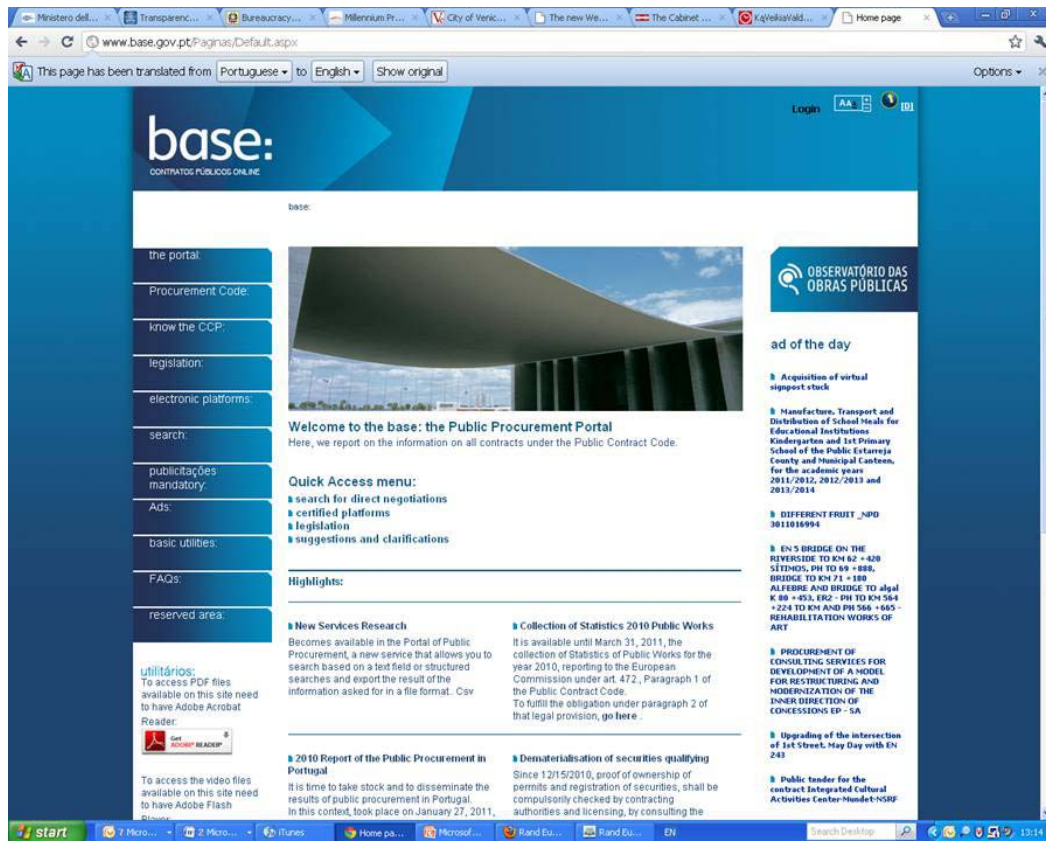 Ministero dell...
Transparenc...
Bureaucracy...
Millennium Pr...
City of Venic...
The new We...
The Cabinet ...
Home page
www.base.gov.pt/Paginas/Default.aspx
This page has been translated from Portuguese to English Show original
Options
Login
base:
CONTRATOS PÚBLICOS ONLINE
base:
the portal:
Procurement Code:
know the CCP:
legislation:
electronic platforms:
search:
publicitações
mandatory:
Ads:
basic utilities:
FAQs:
reserved area:
utilitários:
To access PDF files
available on this site need
to have Adobe Acrobat
Reader:
Get
ADOBE® READER®
To access the video files
available on this site need
to have Adobe Flash
Welcome to the base: the Public Procurement Portal
Here, we report on the information on all contracts under the Public Contract Code.
Quick Access menu:
search for direct negotiations
certified platforms
legislation
suggestions and clarifications
Highlights:
New Services Research
Becomes available in the Portal of Public
Procurement, a new service that allows you to
search based on a text field or structured
searches and export the result of the
information asked for in a file format.. Csv
Collection of Statistics 2010 Public Works
It is available until March 31, 2011, the
collection of Statistics of Public Works for the
year 2010, reporting to the European
Commission under art. 472., Paragraph 1 of
the Public Contract Code.
To fulfill the obligation under paragraph 2 of
that legal provision, go here .
2010 Report of the Public Procurement in
Portugal
It is time to take stock and to disseminate the
results of public procurement in Portugal.
In this context, took place on January 27, 2011,
Dematerialisation of securities qualifying
Since 12/15/2010, proof of ownership of
permits and registration of securities, shall be
compulsorily checked by contracting
authorities and licensing, by consulting the
OBSERVATÓRIO DAS
OBRAS PÚBLICAS
ad of the day
Acquisition of virtual
signpost stuck
Manufacture, Transport and
Distribution of School Meals for
Educational Institutions
Kindergarten and 1st Primary
School of the Public Estarreja
County and Municipal Canteen,
for the academic years
2011/2012, 2012/2013 and
2013/2014
DIFFERENT FRUIT _NPD
3011016994
EN 5 BRIDGE ON THE
RIVERSIDE TO KM 62 +420
SÍTIMOS, PH TO 69 +888,
BRIDGE TO KM 71 +180
ALFEBRE AND BRIDGE TO algal
K 80 +453, ER2 - PH TO KM 564
+224 TO KM AND PH 566 +665 -
REHABILITATION WORKS OF
ART
PROCUREMENT OF
CONSULTING SERVICES FOR
DEVELOPMENT OF A MODEL
FOR RESTRUCTURING AND
MODERNIZATION OF THE
INNER DIRECTION OF
CONCESSIONS EP - SA
Upgrading of the intersection
of 1st Street, May Day with EN
243
Public tender for the
contract Integrated Cultural
Activities Center-Mundet-NSRF
start
7 Micro...
2 Micro...
iTunes
Home pa...
Microsof...
Rand Eu...
Rand Eu...
EN
Search Desktop
13:14